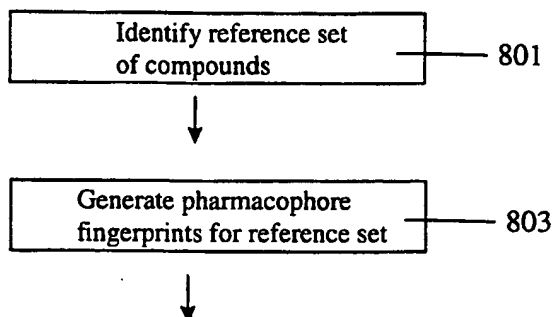 Identify reference set
of compounds
801
Generate pharmacophore
fingerprints for reference set
803